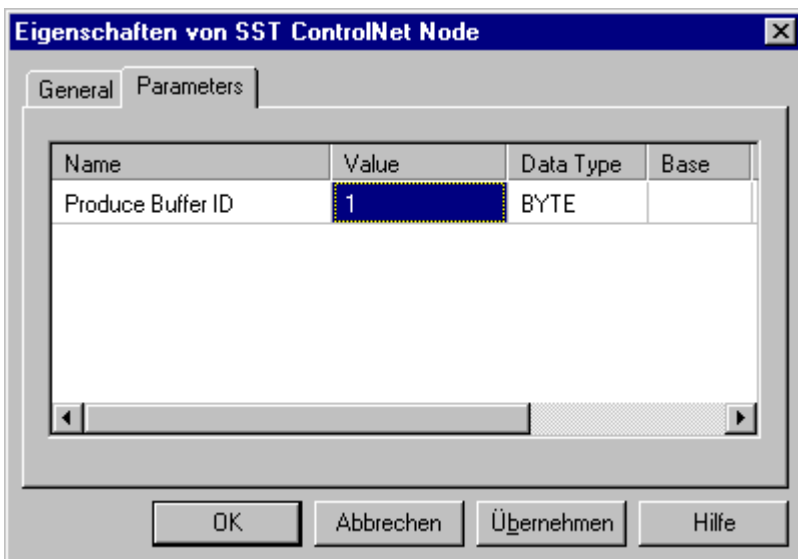 Eigenschaften von SST ControlNet Node
General Parameters
Name Value Data Type Base
Produce Buffer ID 1 BYTE
OK Abbrechen Übernehmen Hilfe